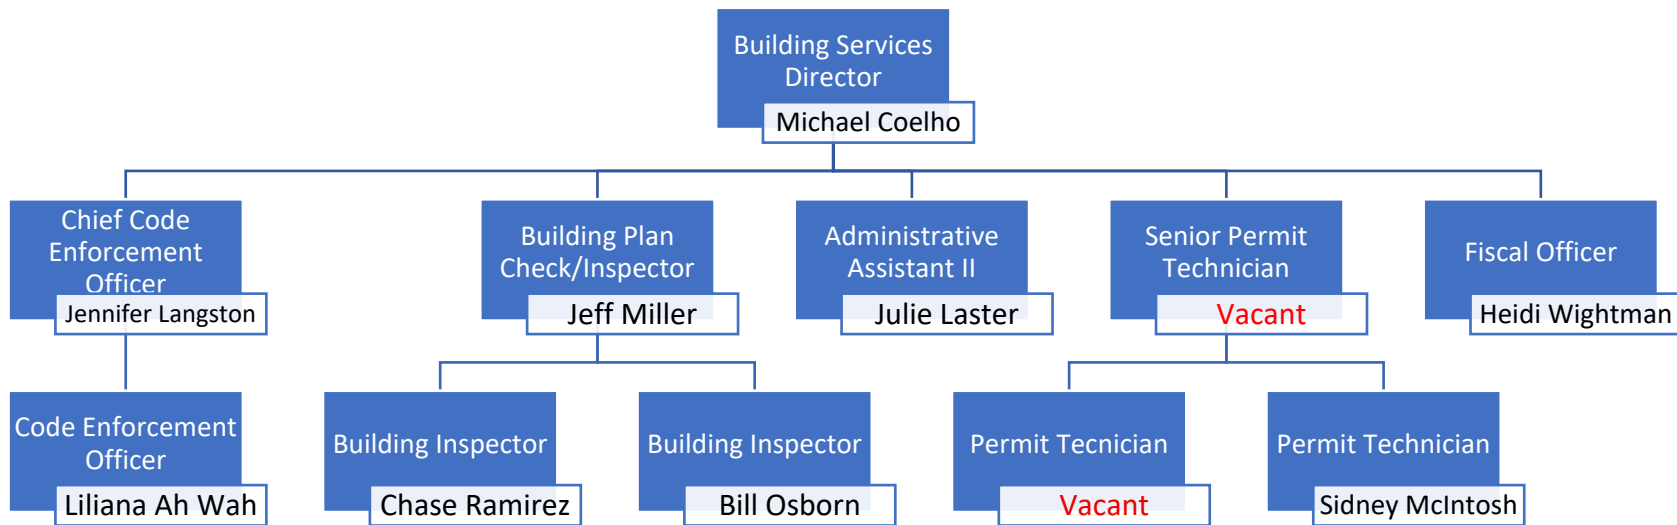 Building Services
Director
Michael Coelho
Chief Code
Enforcement
Officer
Jennifer Langston
Building Plan
Check/Inspector
Jeff Miller
Administrative
Assistant II
Julie Laster
Senior Permit
Technician
Vacant
Fiscal Officer
Heidi Wightman
Code Enforcement
Officer
Liliana Ah Wah
Building Inspector
Chase Ramirez
Building Inspector
Bill Osborn
Permit Tecnician
Vacant
Permit Technician
Sidney McIntosh